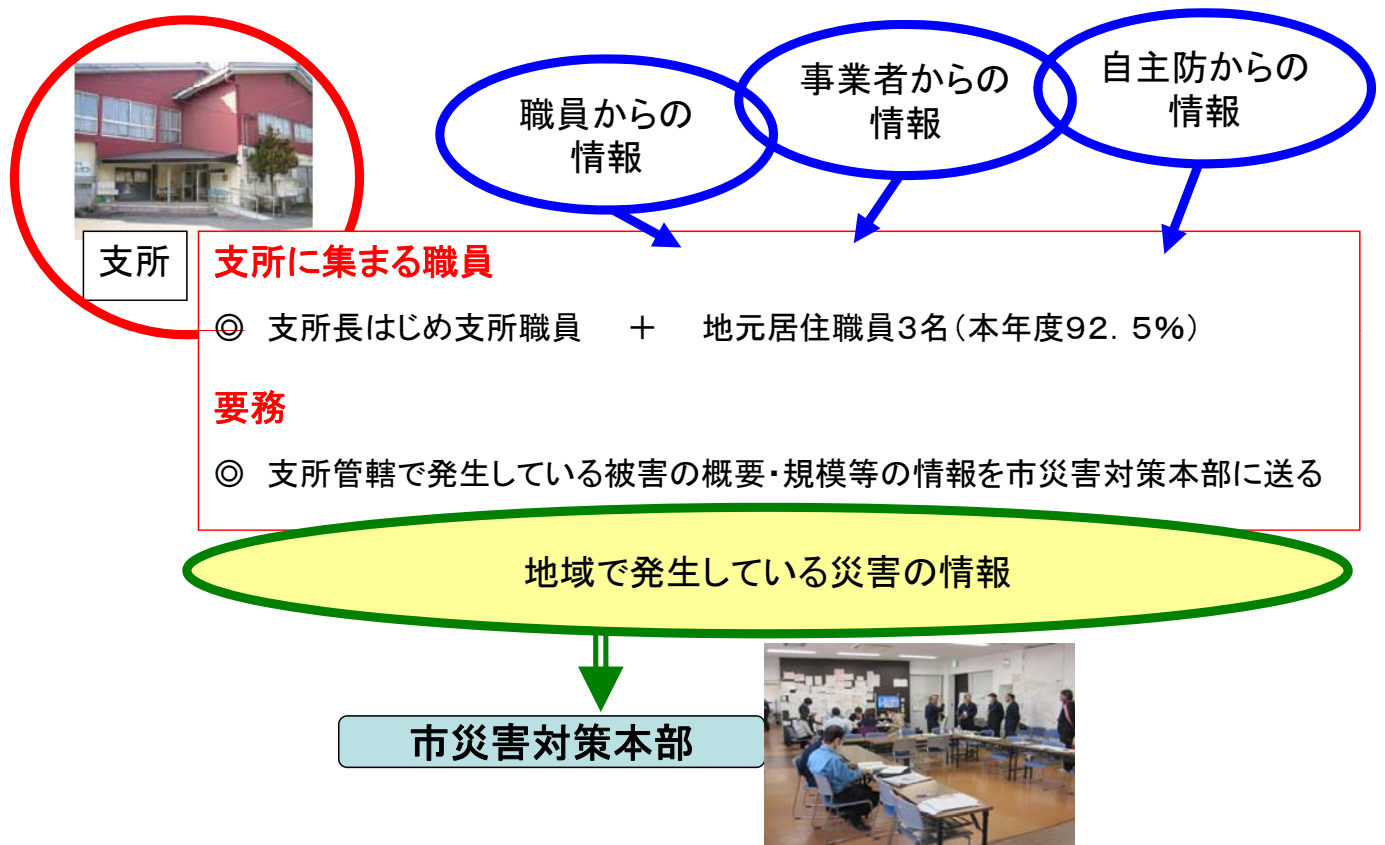 職員からの
情報
事業者からの
情報
自主防からの
情報
支所
支所に集まる職員
◎ 支所長はじめ支所職員 ＋ 地元居住職員３名（本年度９２．５％）
要務
◎ 支所管轄で発生している被害の概要・規模等の情報を市災害対策本部に送る
地域で発生している災害の情報
市災害対策本部